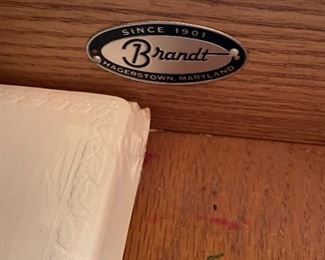 SINCE 1901
Brandt
HAGERSTOWN, MARYLAND